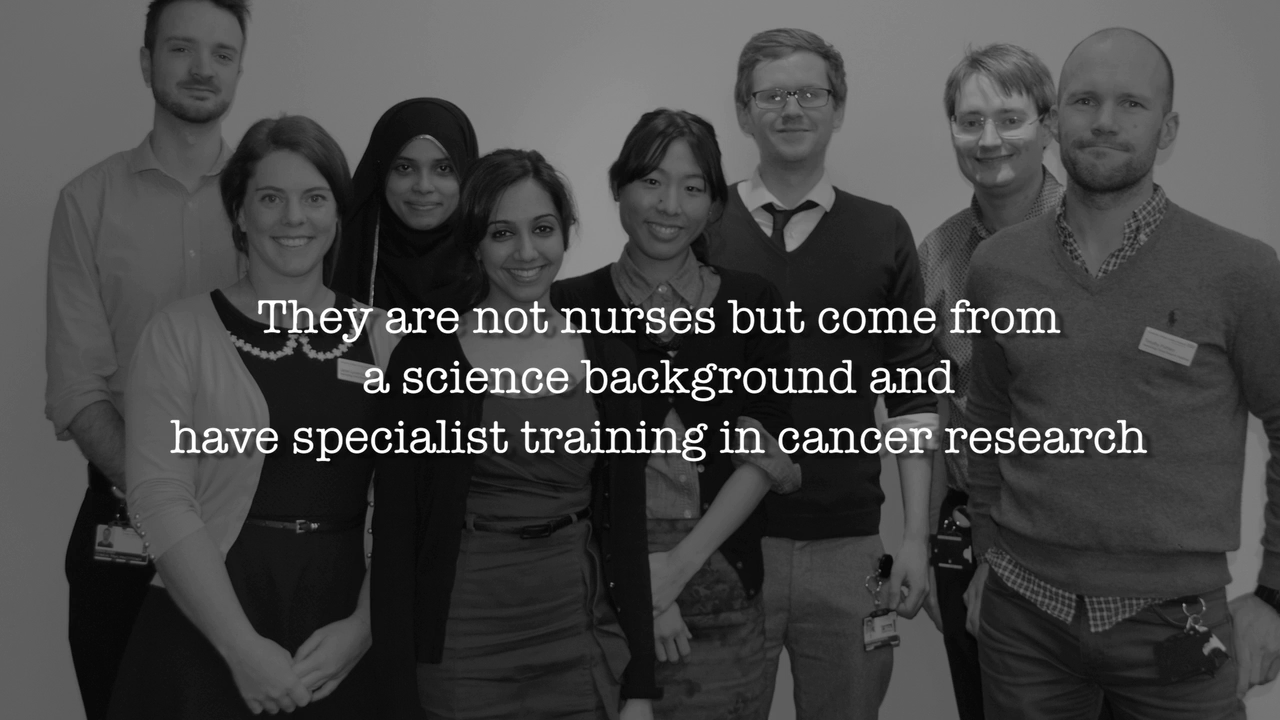 They are not nurses but come from
a science background and
have specialist training in cancer research